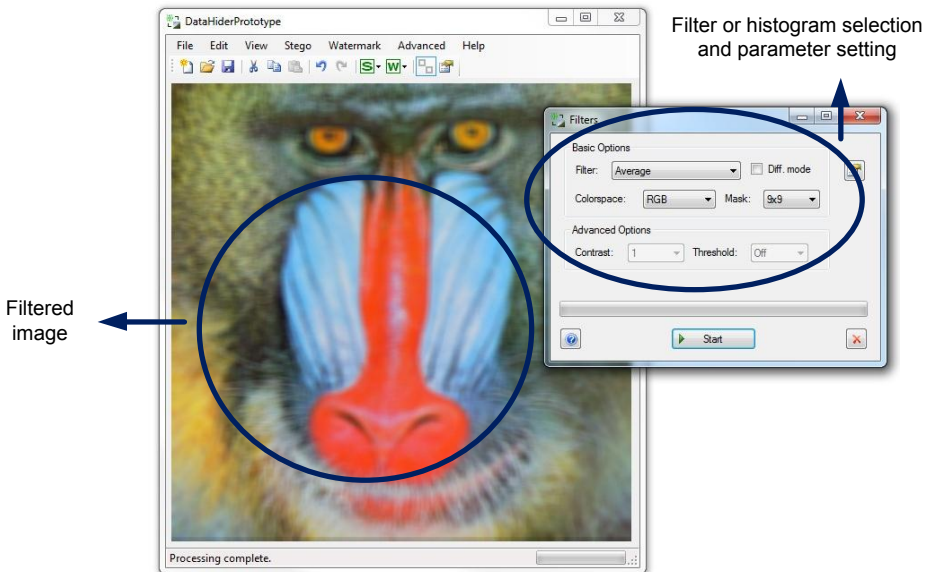 DataHiderPrototype
File Edit View Stego Watermark Advanced Help
S W
Filter or histogram selection
and parameter setting
Filters
Basic Options
Filter: Average Diff. mode
Colorspace: RGB Mask: 9x9
Advanced Options
Contrast: 1 Threshold: Off
Start
Filtered
image
Processing complete.